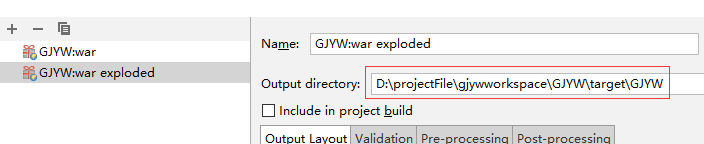 GJYW:war
GJYW:war exploded
Name: GJYW:war exploded
Output directory: D:\projectFile\gjywworkspace\GJYW\target\GJYW
Include in project build
Output Layout Validation Pre-processing Post-processing